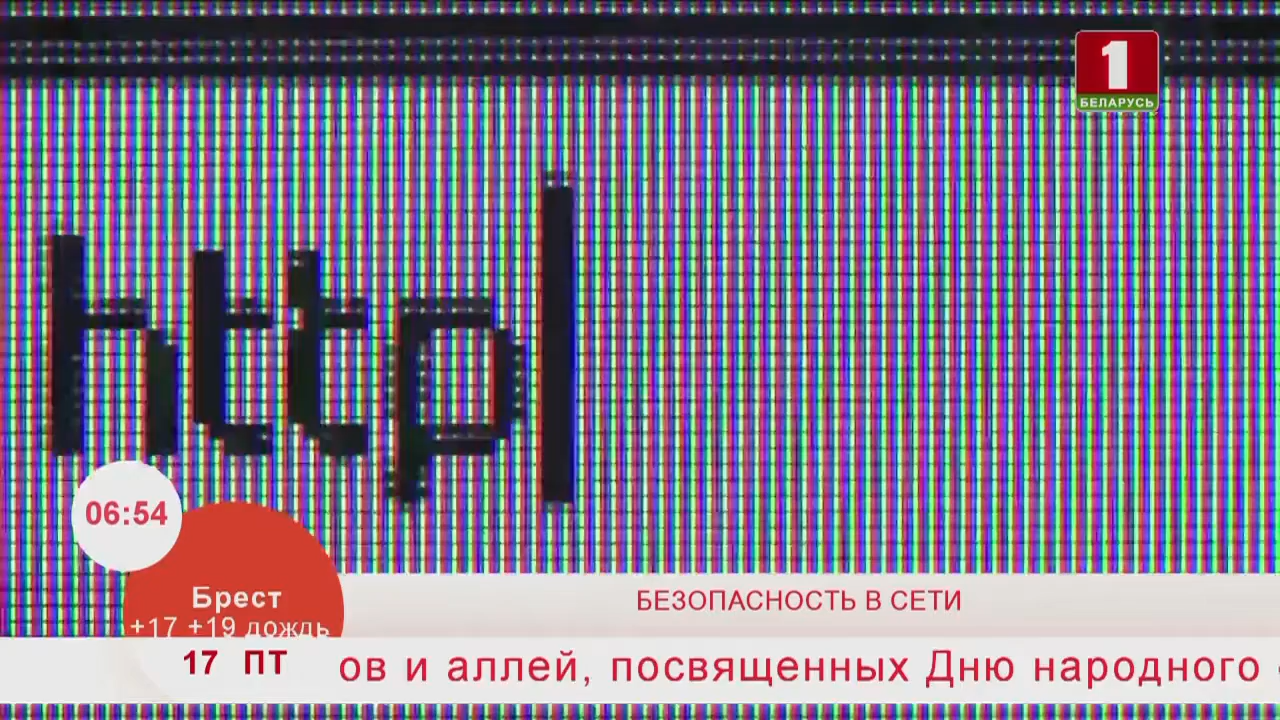 1
БЕЛАРУСЬ
http
06:54
Брест
+17 +19 дождь
БЕЗОПАСНОСТЬ В СЕТИ
17 ПТ
ов и аллей, посвященных Дню народного